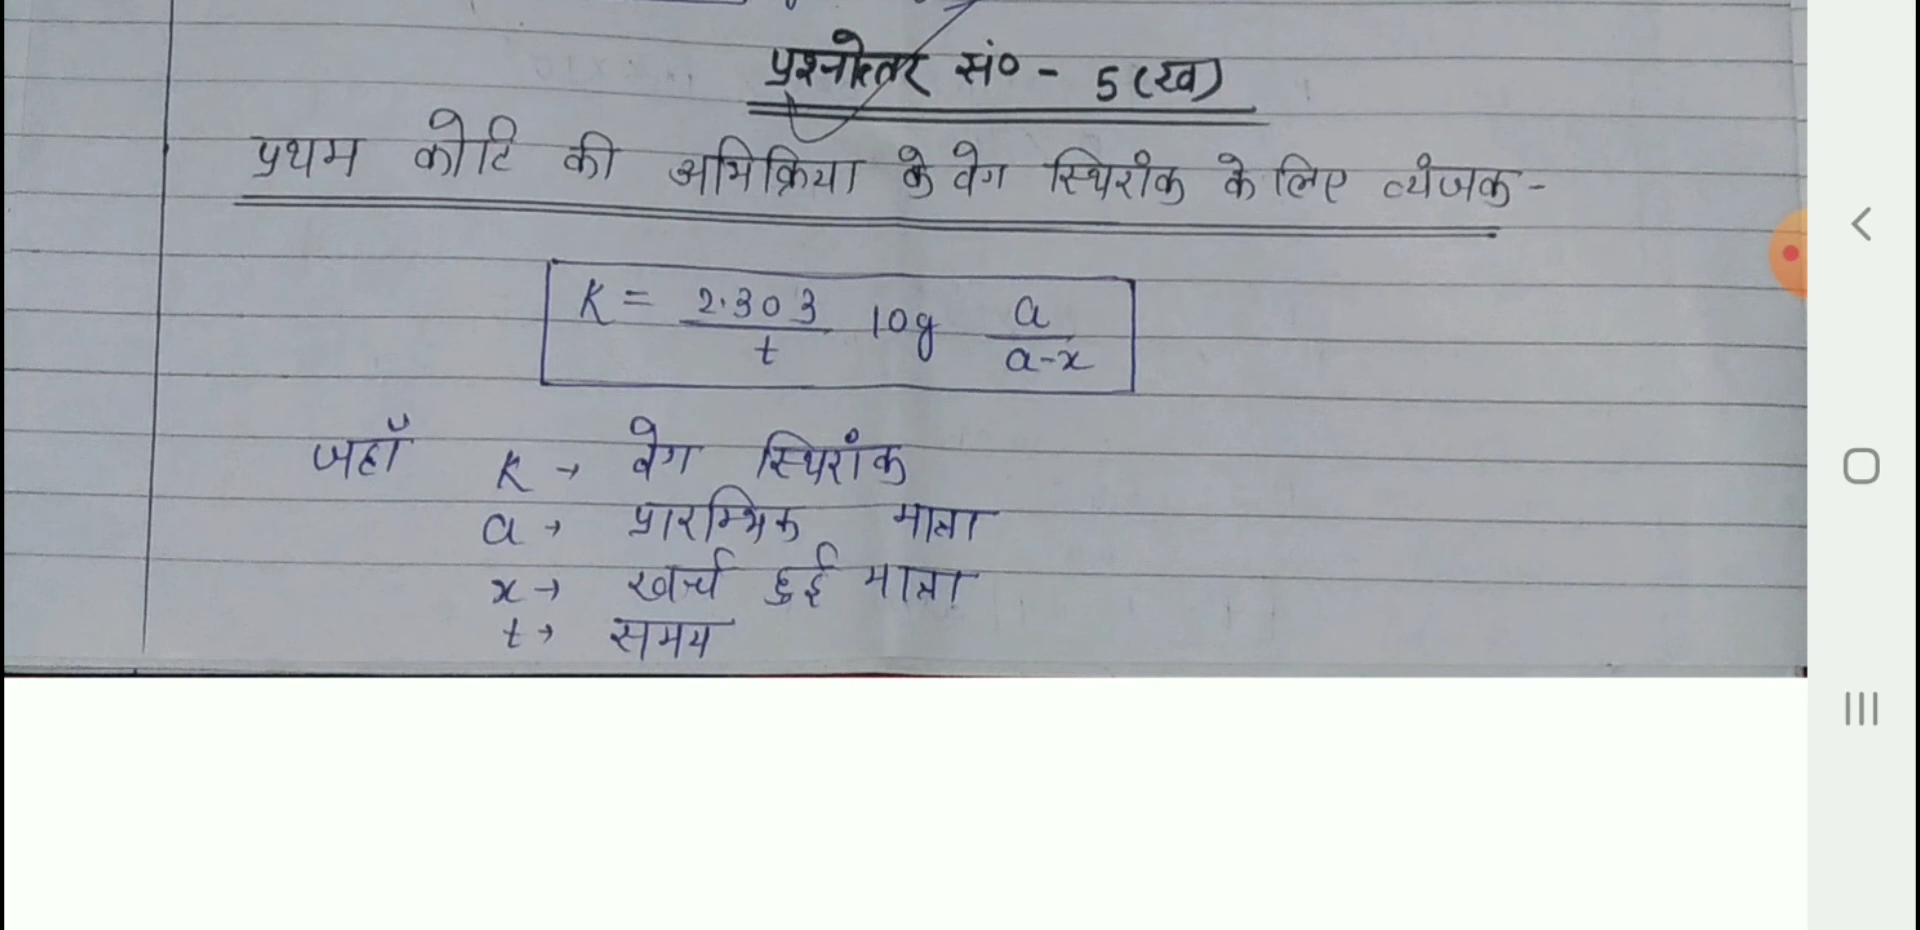 प्रश्नोत्तर सं० - 5 (ख)
प्रथम कोटि की अभिक्रिया के वेग स्थिरांक के लिए व्यंजक -
K = 2.303/t log a/a-x
जहाँ K → वेग स्थिरांक
a → प्रारम्भिक मात्रा
x → खर्च हुई मात्रा
t → समय